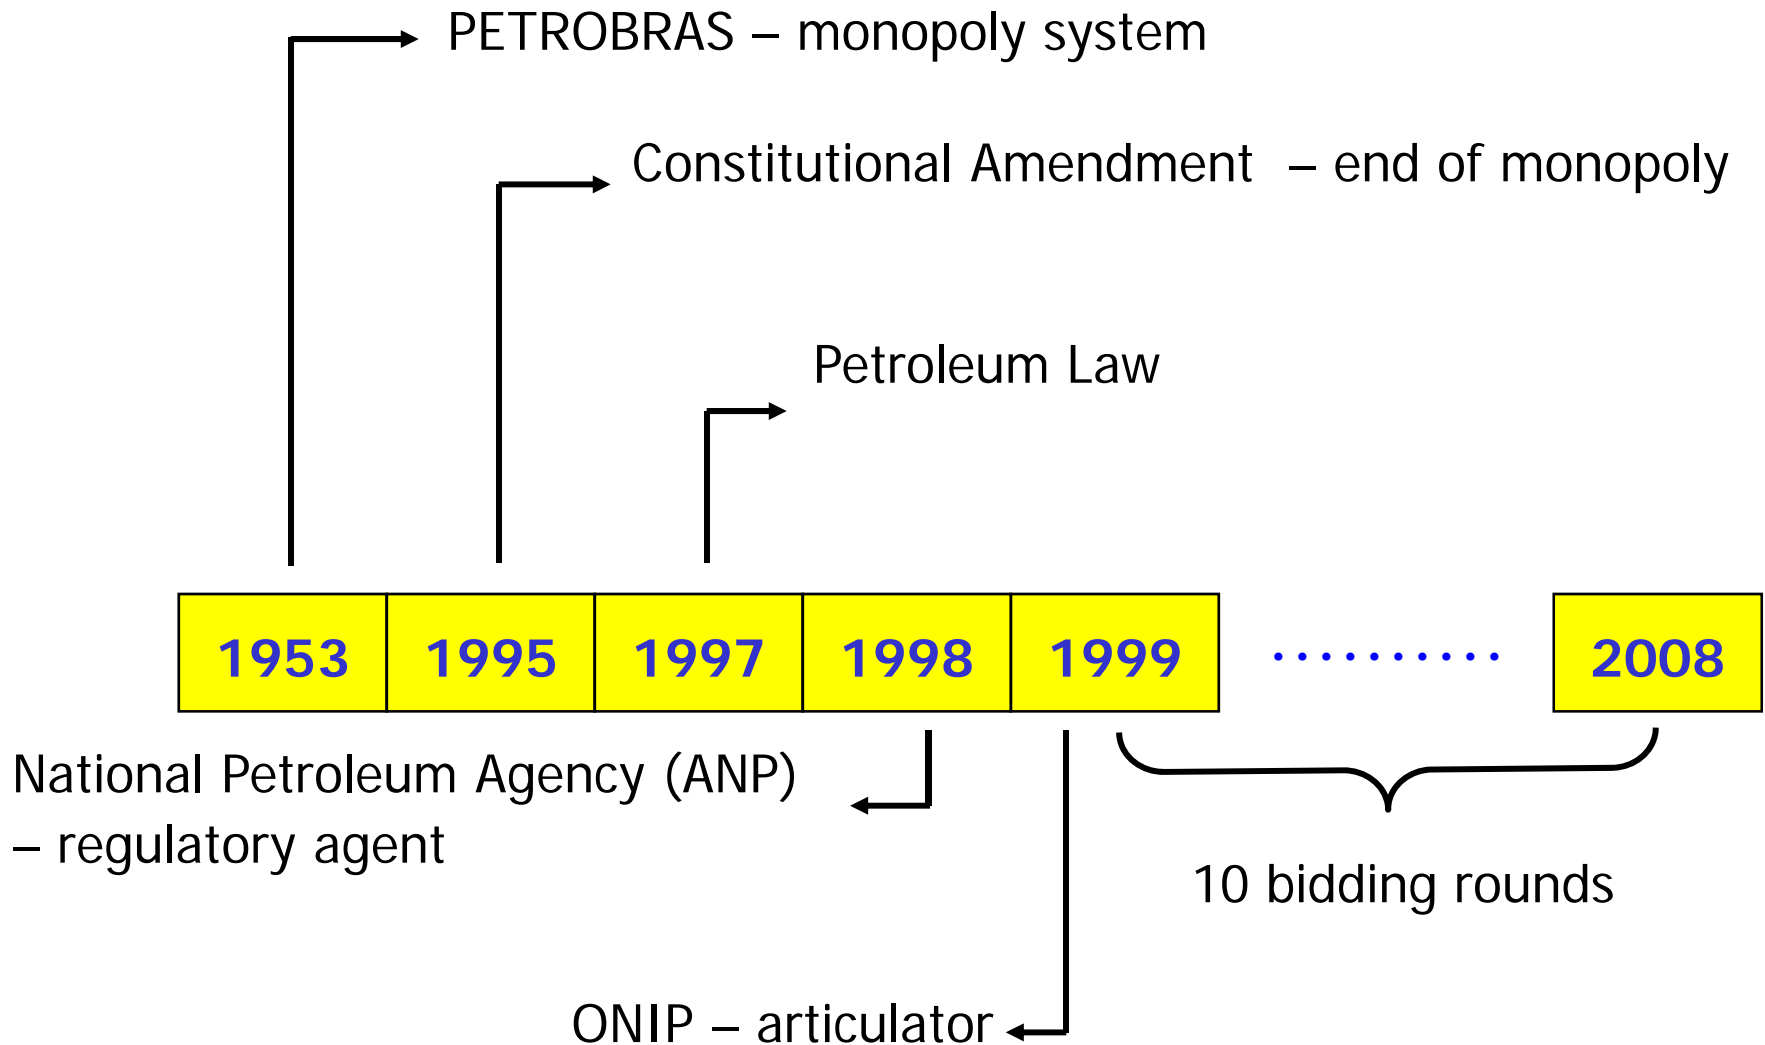 PETROBRAS – monopoly system
Constitutional Amendment – end of monopoly
Petroleum Law
1953 1995 1997 1998 1999 .......... 2008
National Petroleum Agency (ANP)
– regulatory agent
10 bidding rounds
ONIP – articulator